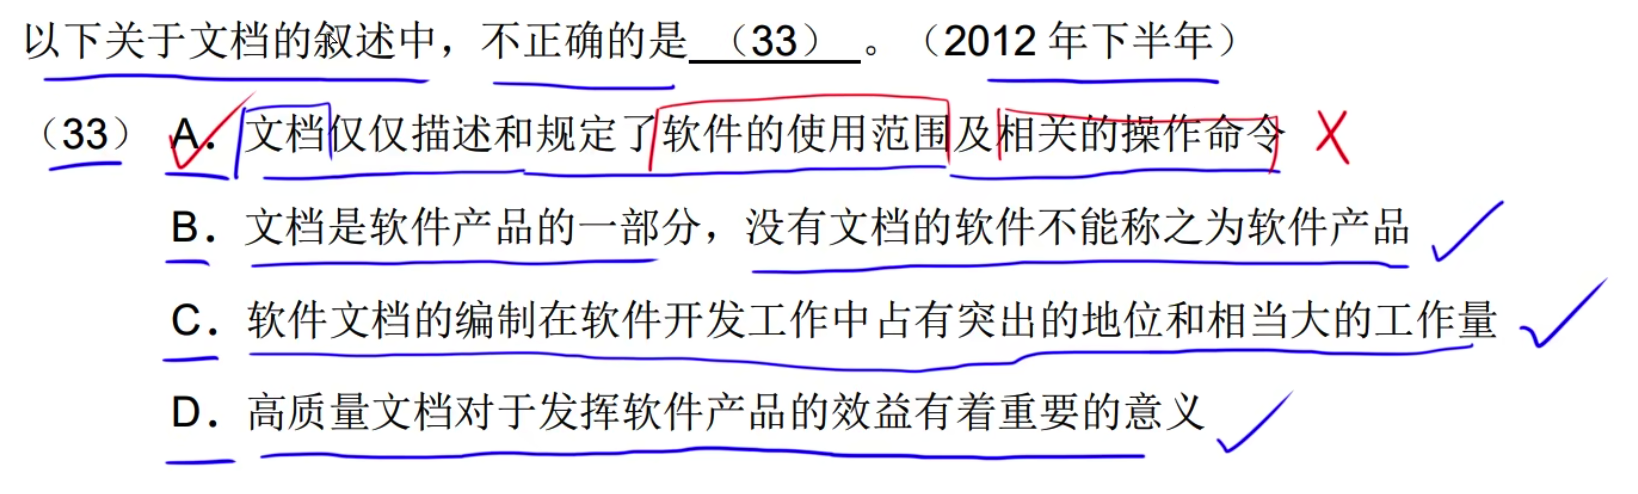 以下关于文档的叙述中，不正确的是 （33） 。（2012 年下半年）
（33） A．文档仅仅描述和规定了软件的使用范围及相关的操作命令
B．文档是软件产品的一部分，没有文档的软件不能称之为软件产品
C．软件文档的编制在软件开发工作中占有突出的地位和相当大的工作量
D．高质量文档对于发挥软件产品的效益有着重要的意义